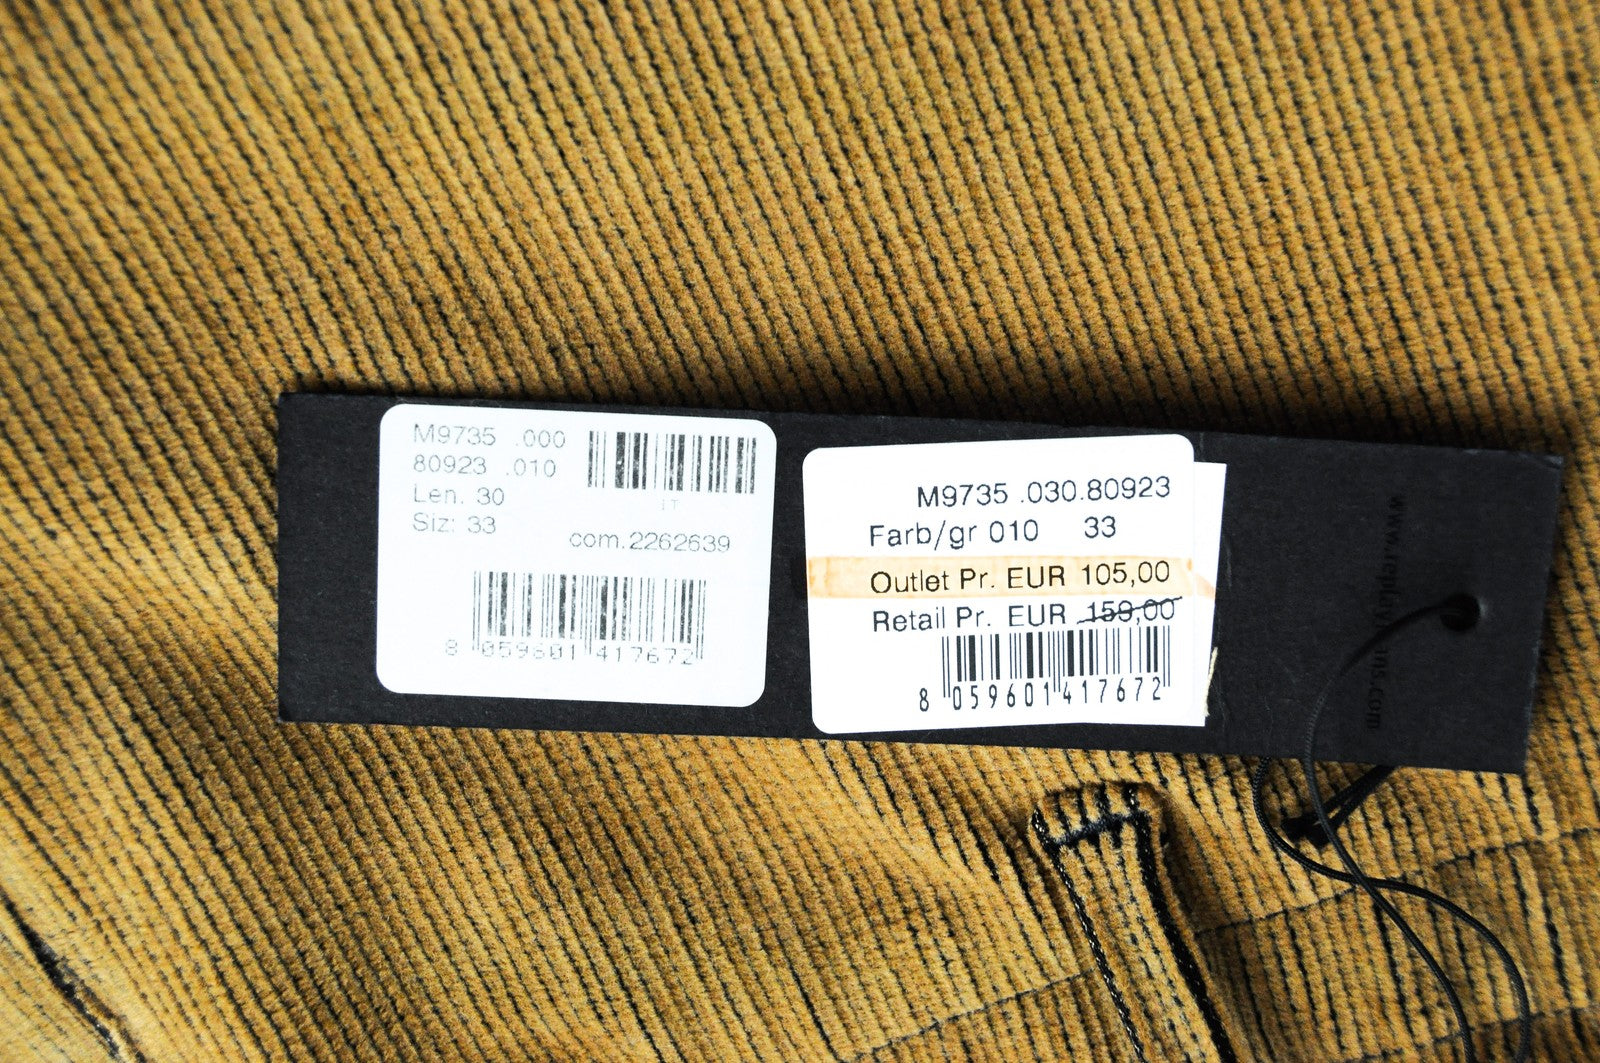 M9735 .000
80923 .010
Len. 30
Siz: 33
IT
com.2262639
8 059601 417672
M9735 .030.80923
Farb/gr 010 33
Outlet Pr. EUR 105,00
Retail Pr. EUR 159,00
8 059601 417672